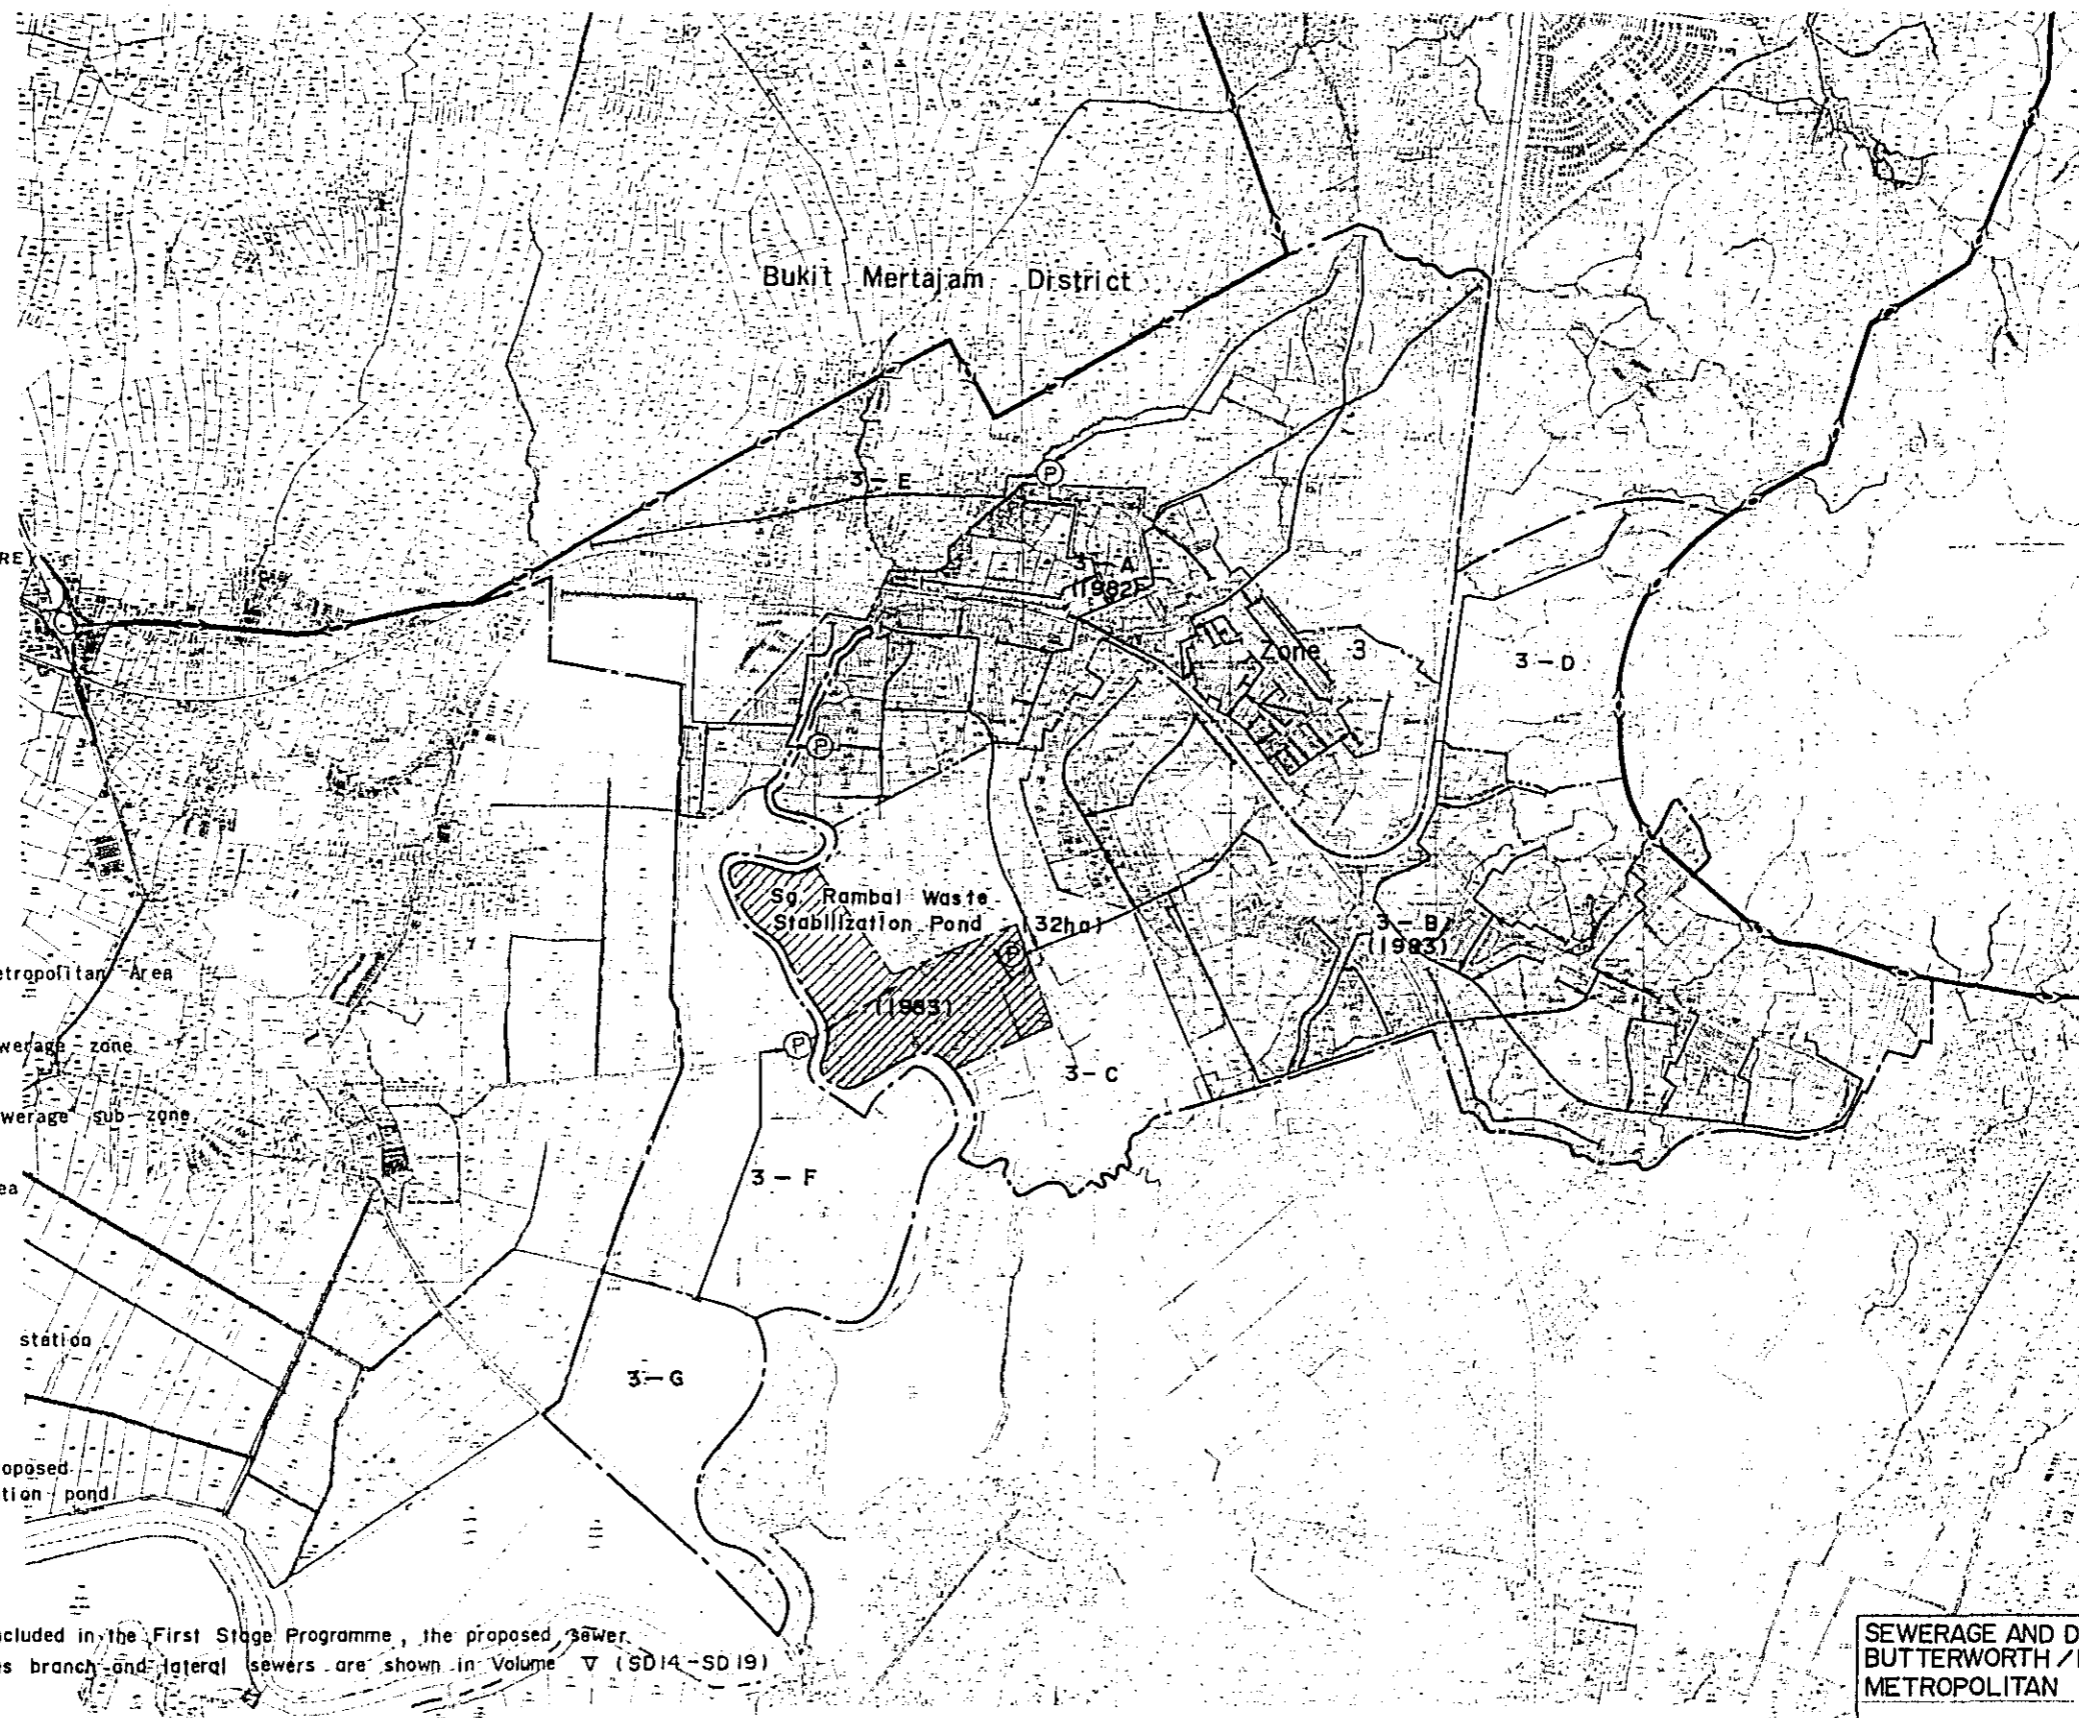 Bukit Mertajam District
3-E
P
RE)
3-A
(1982)
Zone 3
3-D
P
Sg. Rambai Waste
Stabilization Pond (32ha)
3-B
(1983)
P
etropolitan Area
(1983)
werage zone
P
3-C
werage sub-zone
3-F
ea
station
3-G
oposed
tion pond
cluded in the First Stage Programme, the proposed sewer
es branch and lateral sewers are shown in Volume V (SD14-SD19)
SEWERAGE AND D
BUTTERWORTH /
METROPOLITAN